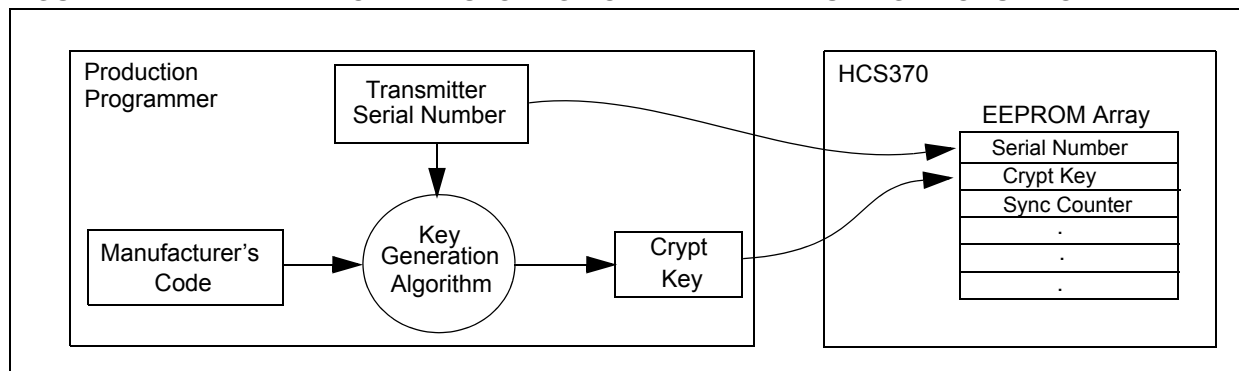 Production
Programmer
Transmitter
Serial Number
Manufacturer's
Code
Key
Generation
Algorithm
Crypt
Key
HCS370
EEPROM Array
Serial Number
Crypt Key
Sync Counter
.
.
.